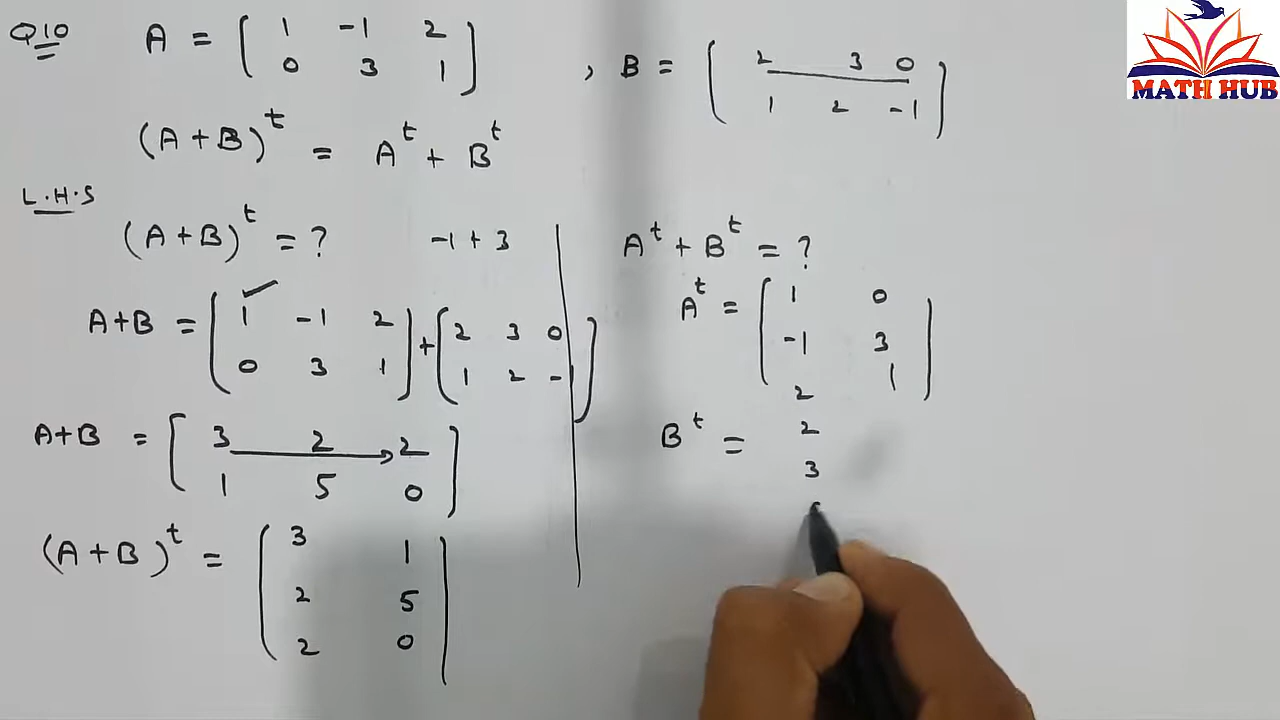 Q10 A = [ 1 -1 2 , B = [ 2 3 0
0 3 1 ] 1 2 -1 ]
(A+B)^t = A^t + B^t
L.H.S
(A+B)^t = ? -1+3
A+B = [ 1 -1 2 + [ 2 3 0
0 3 1 ] 1 2 -1 ]
A+B = [ 3 2 2
1 5 0 ]
(A+B)^t = [ 3 1
2 5
2 0 ]
A^t + B^t = ?
A^t = [ 1 0
-1 3
2 1 ]
B^t = 2
3
MATH HUB